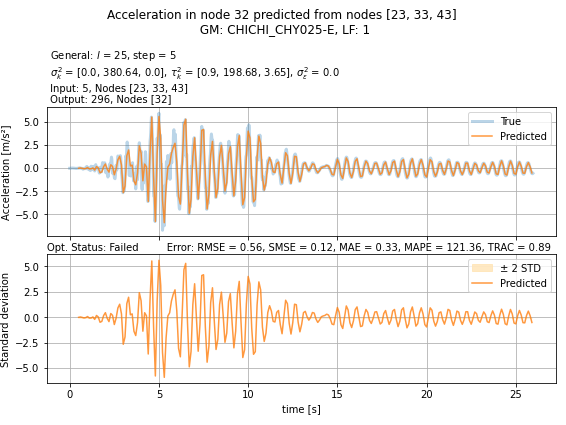 Acceleration in node 32 predicted from nodes [23, 33, 43]
GM: CHICHI_CHY025-E, LF: 1
General: l = 25, step = 5
σ²ₖ = [0.0, 380.64, 0.0], τ²ₖ = [0.9, 198.68, 3.65], σ²ε = 0.0
Input: 5, Nodes [23, 33, 43]
Output: 296, Nodes [32]
Acceleration [m/s²]
5.0
2.5
0.0
−2.5
−5.0
True
Predicted
Opt. Status: Failed
Error: RMSE = 0.56, SMSE = 0.12, MAE = 0.33, MAPE = 121.36, TRAC = 0.89
Standard deviation
5.0
2.5
0.0
−2.5
−5.0
± 2 STD
Predicted
0 5 10 15 20 25
time [s]